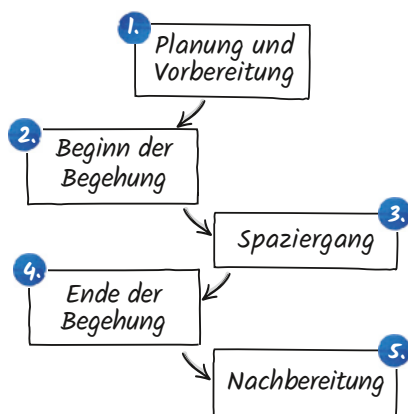 1.
Planung und
Vorbereitung
2.
Beginn der
Begehung
3.
Spaziergang
4.
Ende der
Begehung
5.
Nachbereitung